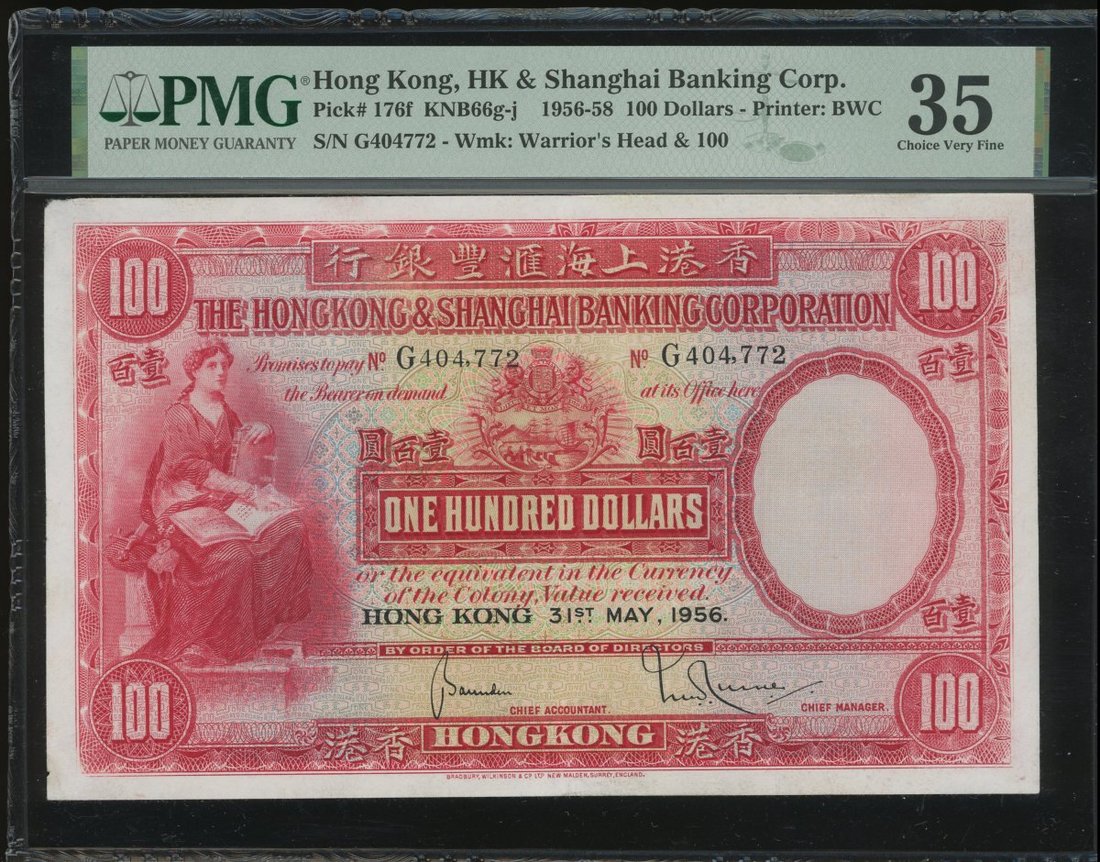 PMG®
PAPER MONEY GUARANTY
Hong Kong, HK & Shanghai Banking Corp.
Pick# 176f KNB66g-j 1956-58 100 Dollars - Printer: BWC
S/N G404772 - Wmk: Warrior's Head & 100
35
Choice Very Fine
100
行銀豐滙海上港香
100
THE HONGKONG & SHANGHAI BANKING CORPORATION
百壹
Promises to pay
Nº G404,772
Nº G404,772
百壹
the Bearer on demand
at its Office here
圓百壹
圓百壹
ONE HUNDRED DOLLARS
or the equivalent in the Currency
of the Colony, Value received.
HONG KONG 31ST MAY, 1956.
百壹
BY ORDER OF THE BOARD OF DIRECTORS
CHIEF ACCOUNTANT.
CHIEF MANAGER.
100
港香
HONGKONG
港香
100
BRADBURY, WILKINSON & Cº LTD NEW MALDEN, SURREY, ENGLAND.